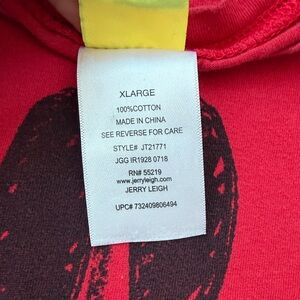 XLARGE
100%COTTON
MADE IN CHINA
SEE REVERSE FOR CARE
STYLE# JT21771
JGG IR1928 0718
RN# 55219
www.jerryleigh.com
JERRY LEIGH
UPC# 732409806494